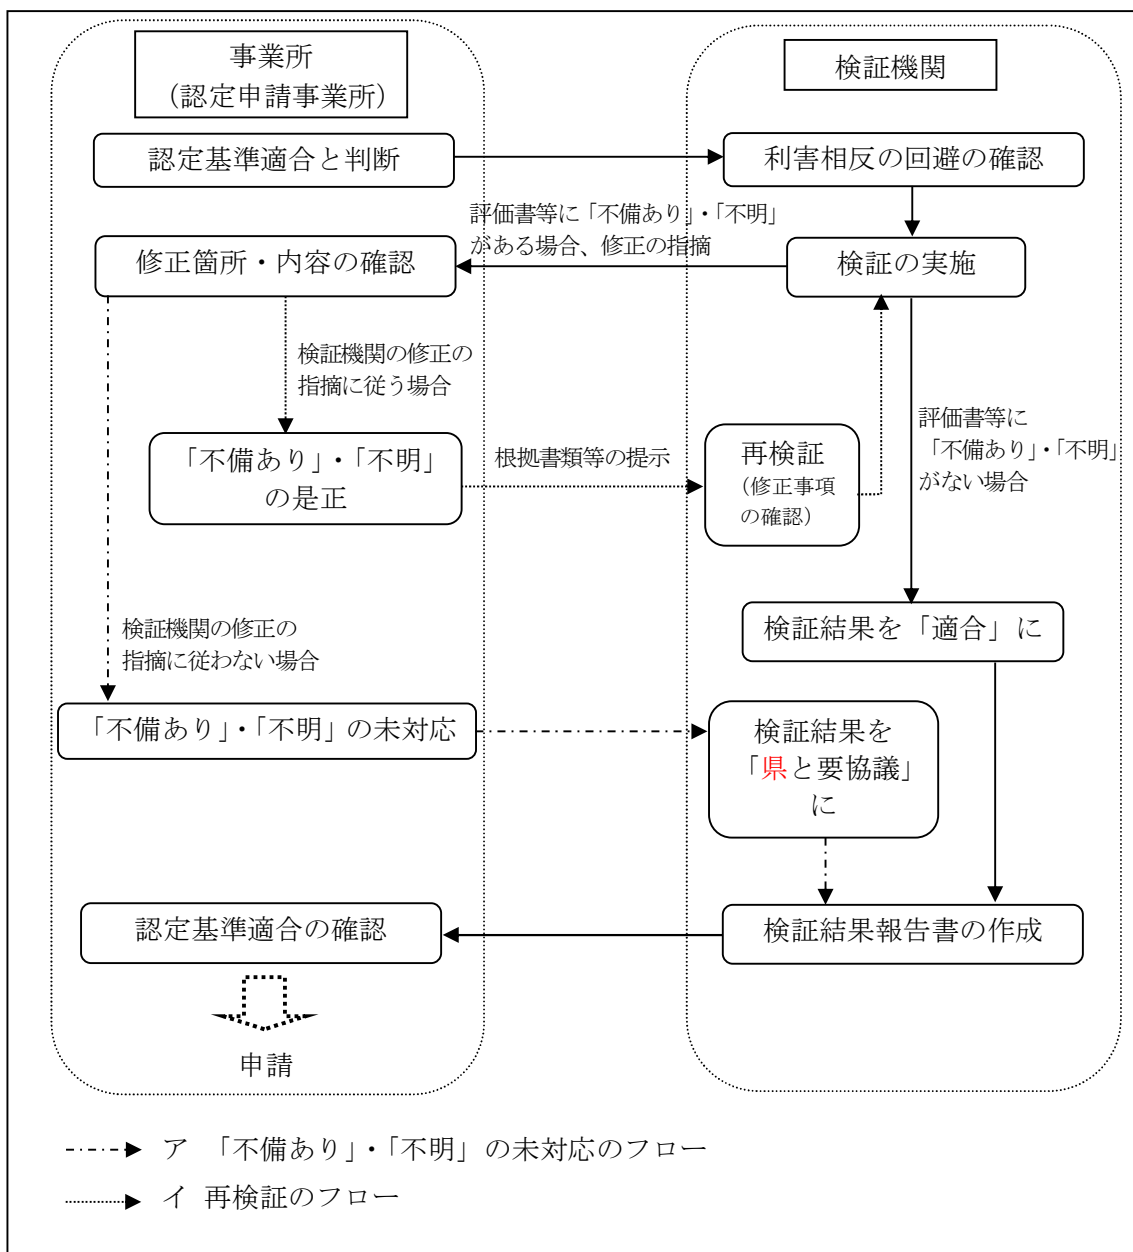 事業所
（認定申請事業所）
検証機関
認定基準適合と判断
利害相反の回避の確認
評価書等に「不備あり」・「不明」
がある場合、修正の指摘
修正箇所・内容の確認
検証の実施
検証機関の修正の
指摘に従う場合
評価書等に
「不備あり」・「不明」
がない場合
「不備あり」・「不明」
の是正
根拠書類等の提示
再検証
（修正事項
の確認）
検証結果を「適合」に
検証機関の修正の
指摘に従わない場合
「不備あり」・「不明」の未対応
検証結果を
「県と要協議」
に
認定基準適合の確認
検証結果報告書の作成
申請
ア 「不備あり」・「不明」の未対応のフロー
イ 再検証のフロー